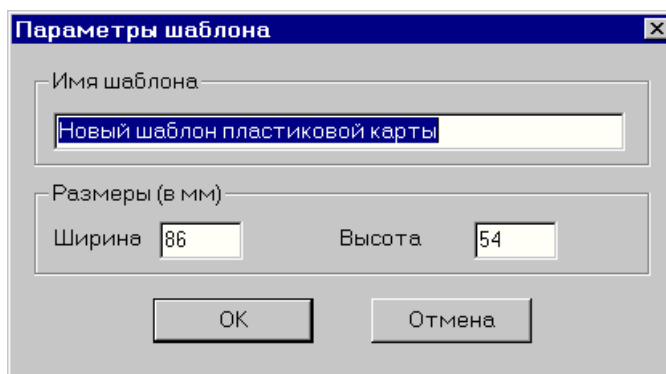 Параметры шаблона
Имя шаблона
Новый шаблон пластиковой карты
Размеры (в мм)
Ширина 86 Высота 54
OK Отмена